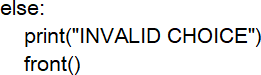 else:
    print("INVALID CHOICE")
    front()